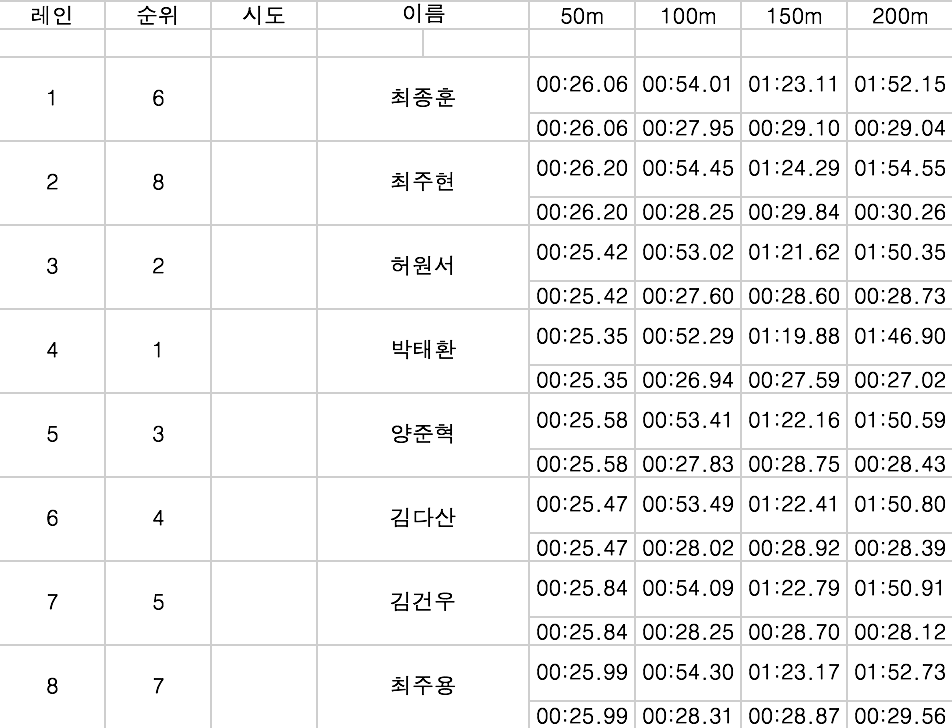 레인 순위 시도 이름 50m 100m 150m 200m
1 6 최종훈 00:26.06 00:54.01 01:23.11 01:52.15
00:26.06 00:27.95 00:29.10 00:29.04
2 8 최주현 00:26.20 00:54.45 01:24.29 01:54.55
00:26.20 00:28.25 00:29.84 00:30.26
3 2 허원서 00:25.42 00:53.02 01:21.62 01:50.35
00:25.42 00:27.60 00:28.60 00:28.73
4 1 박태환 00:25.35 00:52.29 01:19.88 01:46.90
00:25.35 00:26.94 00:27.59 00:27.02
5 3 양준혁 00:25.58 00:53.41 01:22.16 01:50.59
00:25.58 00:27.83 00:28.75 00:28.43
6 4 김다산 00:25.47 00:53.49 01:22.41 01:50.80
00:25.47 00:28.02 00:28.92 00:28.39
7 5 김건우 00:25.84 00:54.09 01:22.79 01:50.91
00:25.84 00:28.25 00:28.70 00:28.12
8 7 최주용 00:25.99 00:54.30 01:23.17 01:52.73
00:25.99 00:28.31 00:28.87 00:29.56